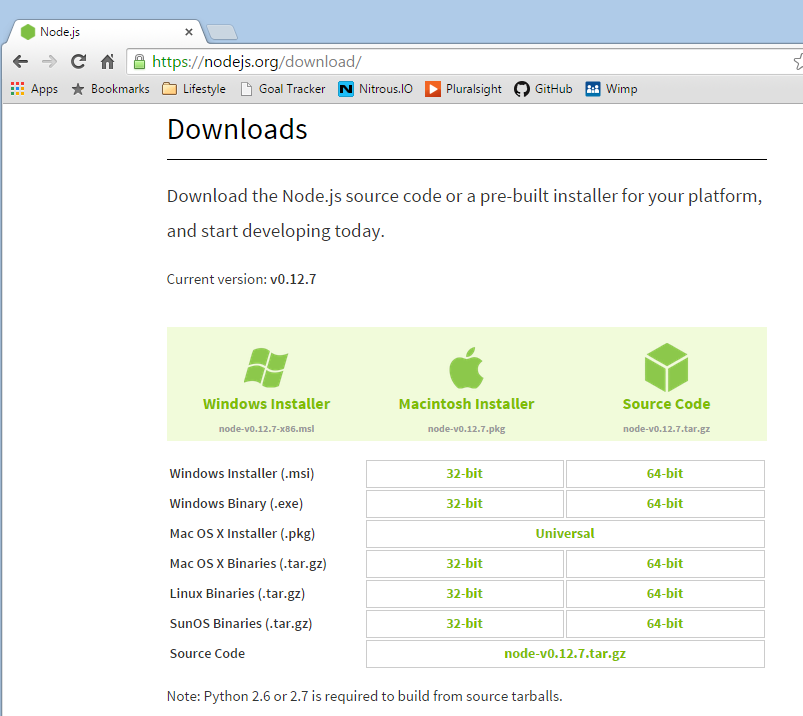 Node.js
https://nodejs.org/download/
Apps Bookmarks Lifestyle Goal Tracker Nitrous.IO Pluralsight GitHub Wimp
Downloads
Download the Node.js source code or a pre-built installer for your platform,
and start developing today.
Current version: v0.12.7
Windows Installer Macintosh Installer Source Code
node-v0.12.7-x86.msi node-v0.12.7.pkg node-v0.12.7.tar.gz
Windows Installer (.msi) 32-bit 64-bit
Windows Binary (.exe) 32-bit 64-bit
Mac OS X Installer (.pkg) Universal
Mac OS X Binaries (.tar.gz) 32-bit 64-bit
Linux Binaries (.tar.gz) 32-bit 64-bit
SunOS Binaries (.tar.gz) 32-bit 64-bit
Source Code node-v0.12.7.tar.gz
Note: Python 2.6 or 2.7 is required to build from source tarballs.